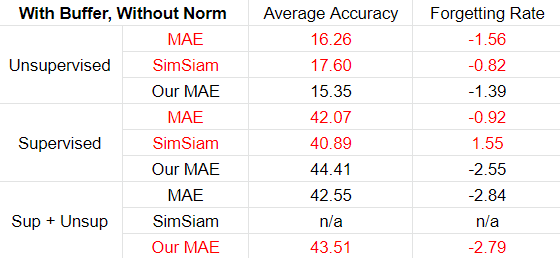 With Buffer, Without Norm Average Accuracy Forgetting Rate
Unsupervised
MAE 16.26 -1.56
SimSiam 17.60 -0.82
Our MAE 15.35 -1.39
Supervised
MAE 42.07 -0.92
SimSiam 40.89 1.55
Our MAE 44.41 -2.55
Sup + Unsup
MAE 42.55 -2.84
SimSiam n/a n/a
Our MAE 43.51 -2.79